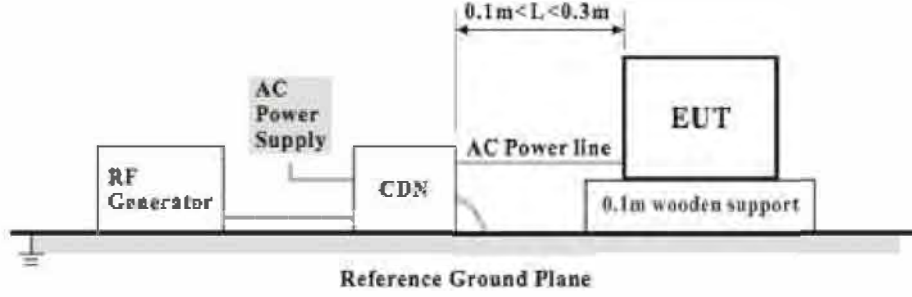 0.1m<L<0.3m
AC
Power
Supply
EUT
AC Power line
RF
Generator
CDN
0.1m wooden support
Reference Ground Plane